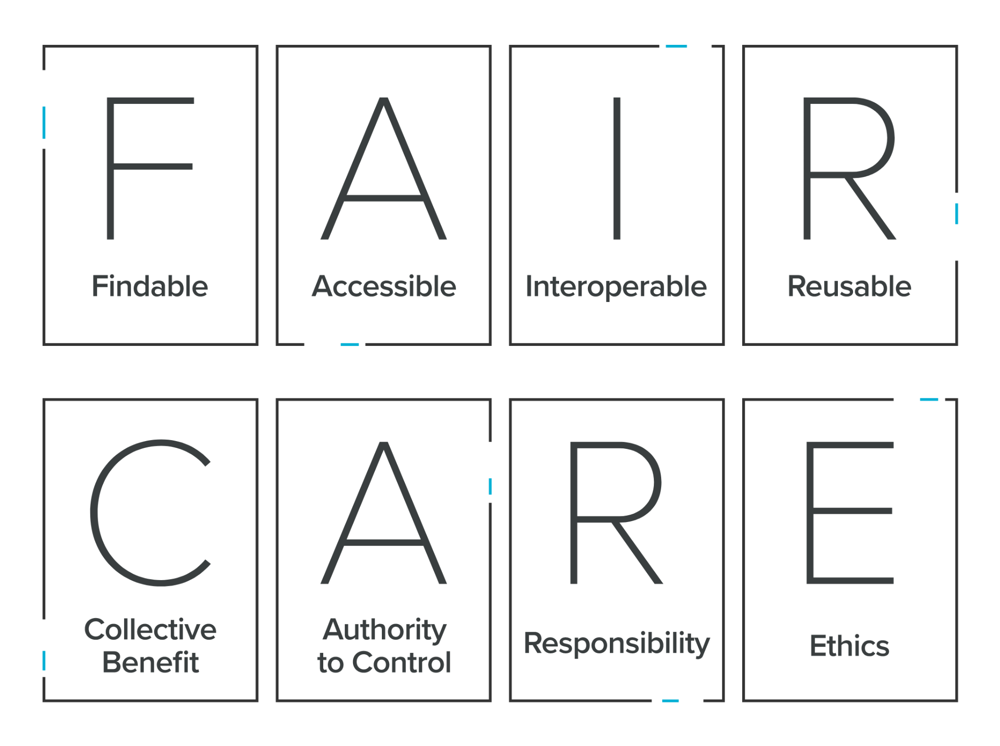 F A I R
Findable Accessible Interoperable Reusable
C A R E
Collective Benefit
Authority to Control
Responsibility
Ethics